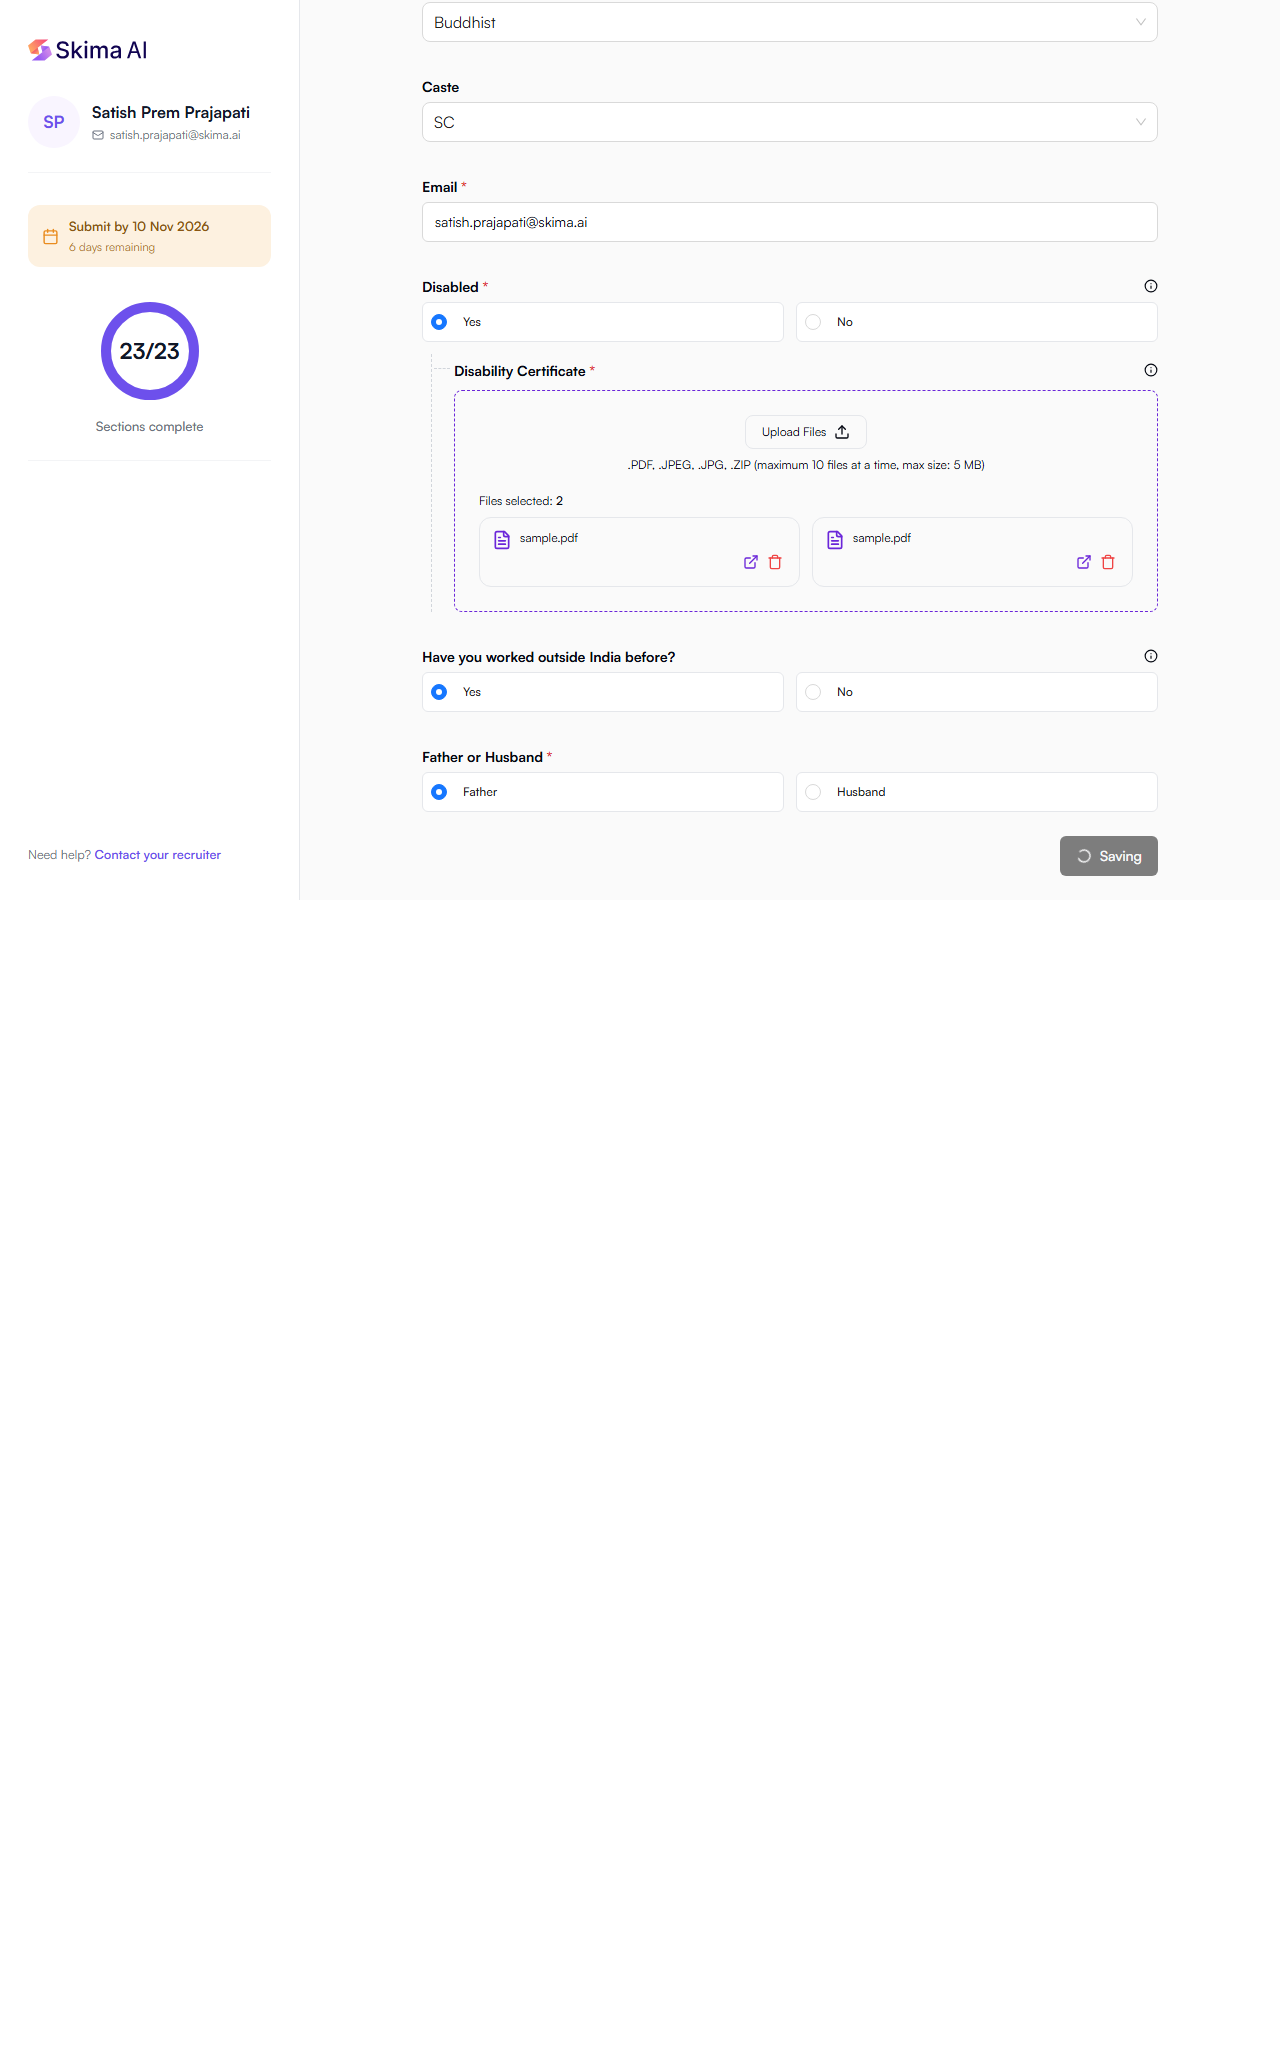 Skima AI
SP
Satish Prem Prajapati
satish.prajapati@skima.ai
Submit by 10 Nov 2026
6 days remaining
23/23
Sections complete
Need help? Contact your recruiter
Buddhist
Caste
SC
Email *
satish.prajapati@skima.ai
Disabled *
Yes
No
Disability Certificate *
Upload Files
.PDF, .JPEG, .JPG, .ZIP (maximum 10 files at a time, max size: 5 MB)
Files selected: 2
sample.pdf
sample.pdf
Have you worked outside India before?
Yes
No
Father or Husband *
Father
Husband
Saving